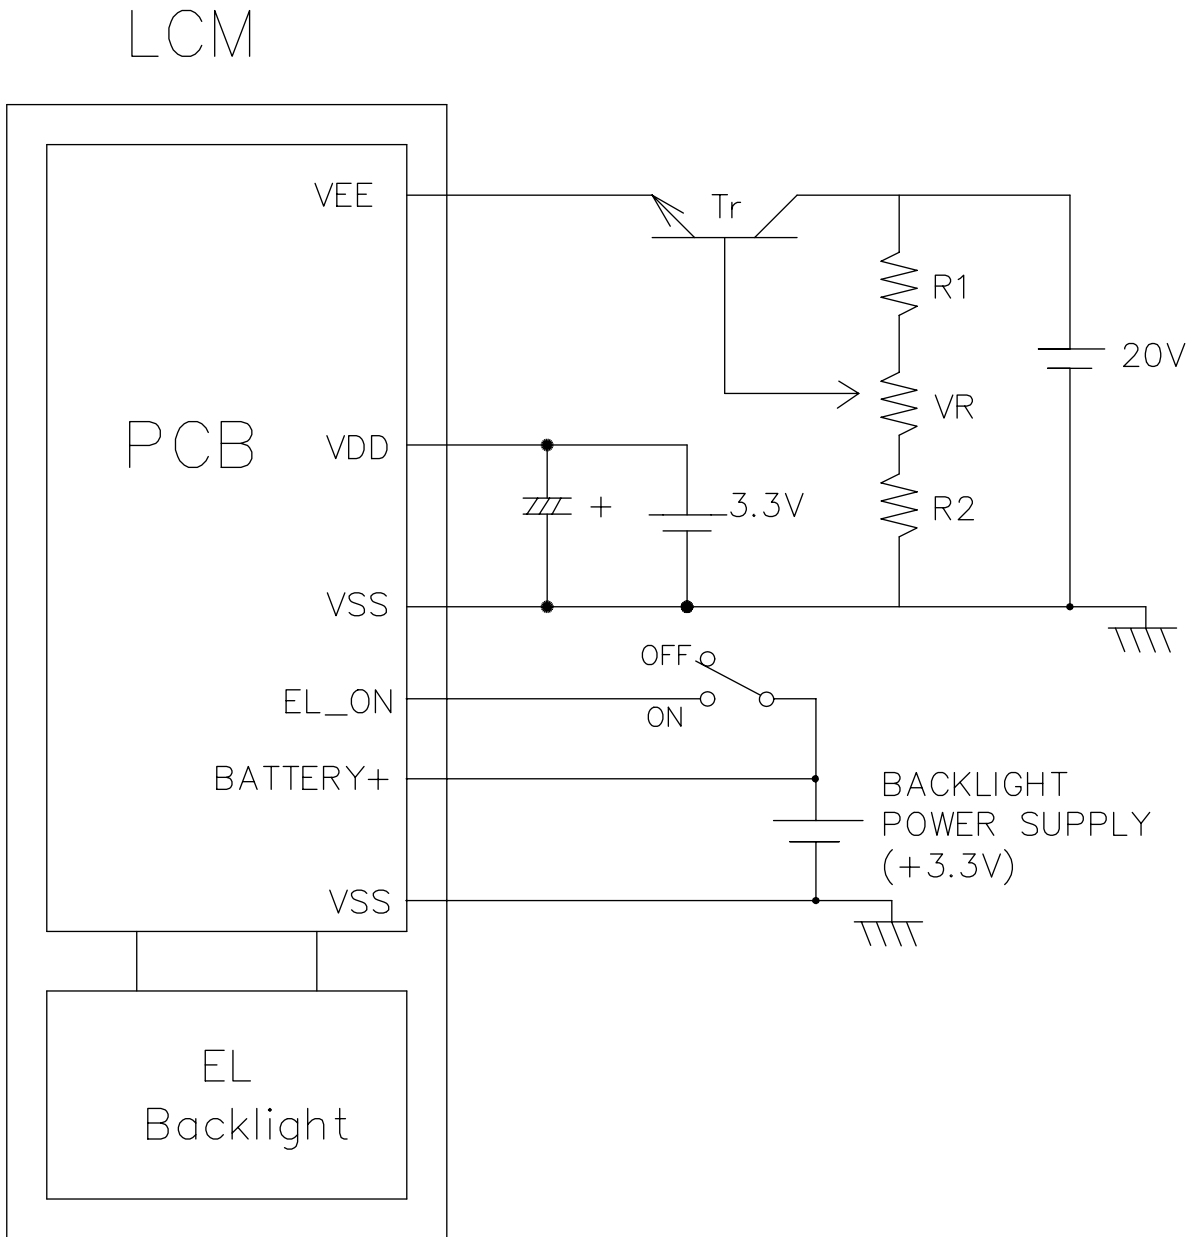 LCM
VEE
Tr
R1
20V
VR
PCB
VDD
+
3.3V
R2
VSS
OFF
EL_ON
ON
BATTERY+
BACKLIGHT
POWER SUPPLY
(+3.3V)
VSS
EL
Backlight